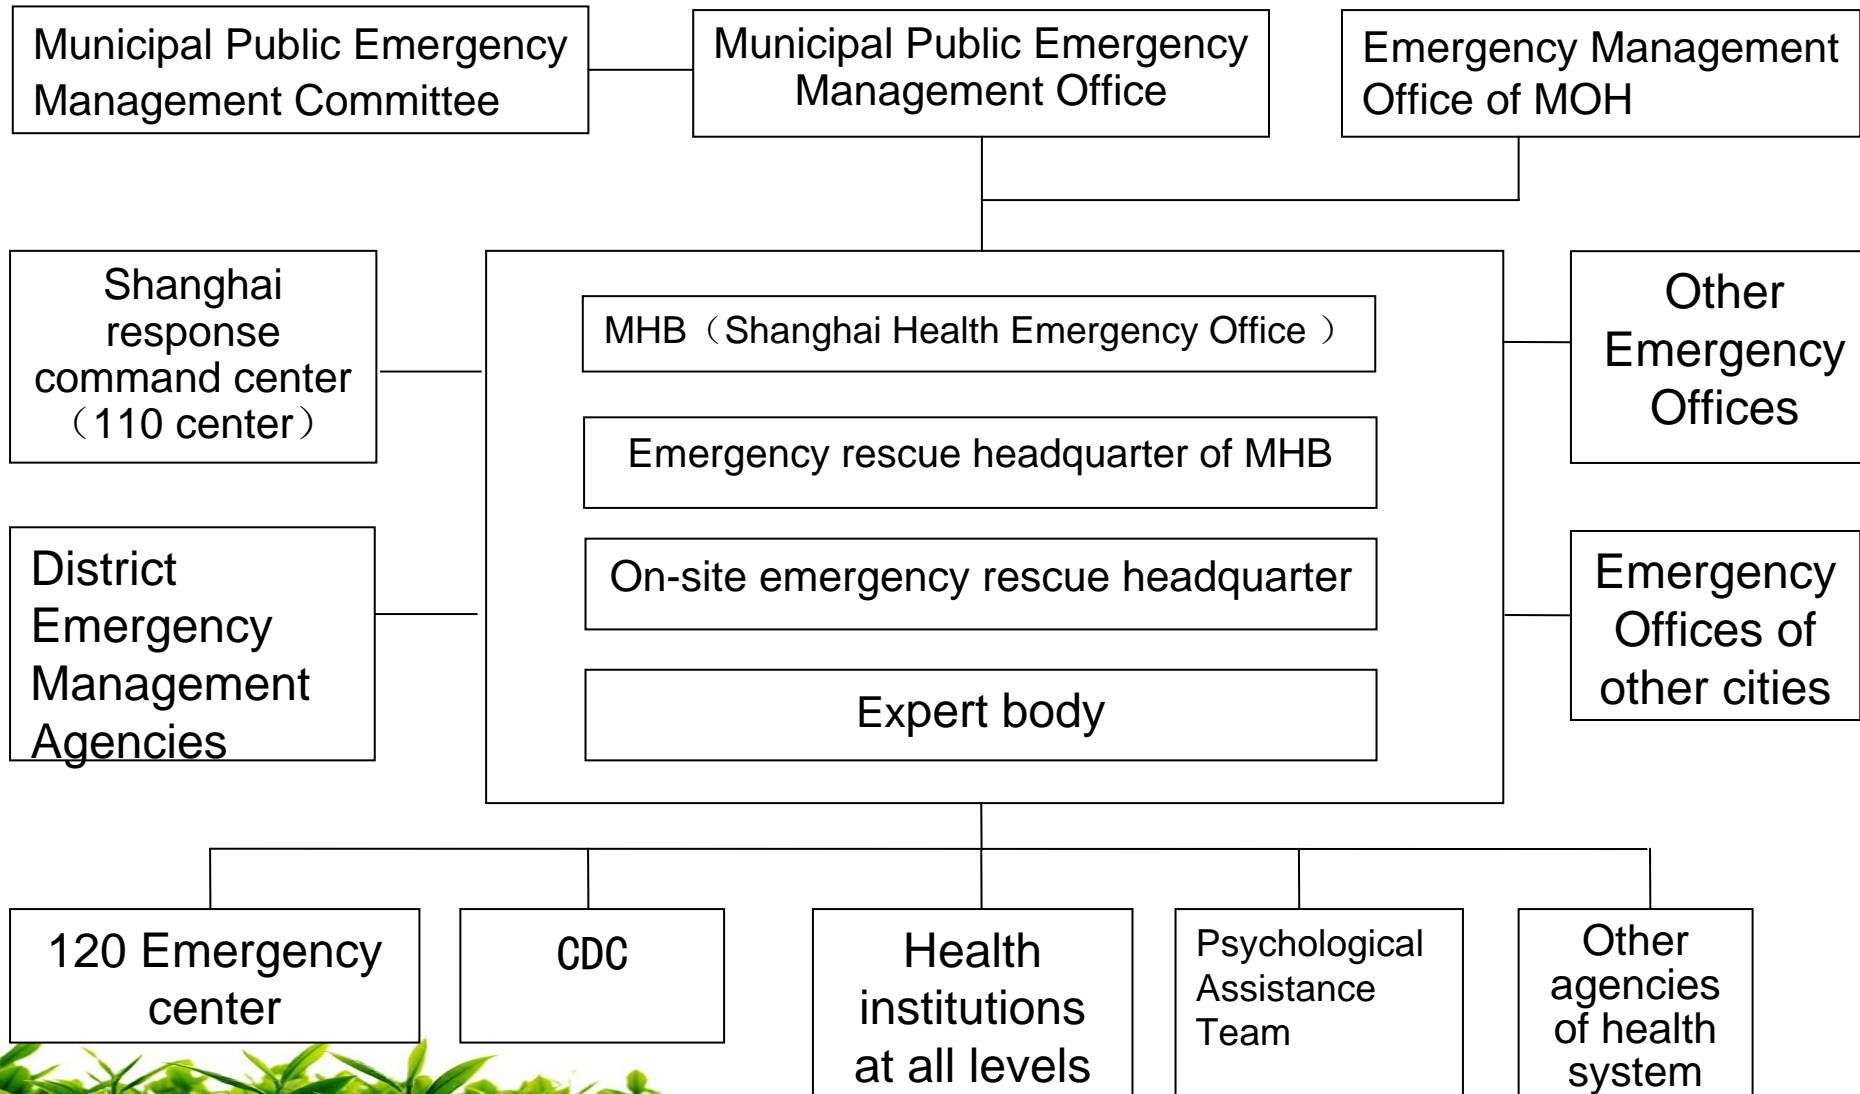 Municipal Public Emergency
Management Committee
Municipal Public Emergency
Management Office
Emergency Management
Office of MOH
Shanghai
response
command center
（110 center）
MHB（Shanghai Health Emergency Office ）
Emergency rescue headquarter of MHB
On-site emergency rescue headquarter
Expert body
Other
Emergency
Offices
District
Emergency
Management
Agencies
Emergency
Offices of
other cities
120 Emergency
center
CDC
Health
institutions
at all levels
Psychological
Assistance
Team
Other
agencies
of health
system